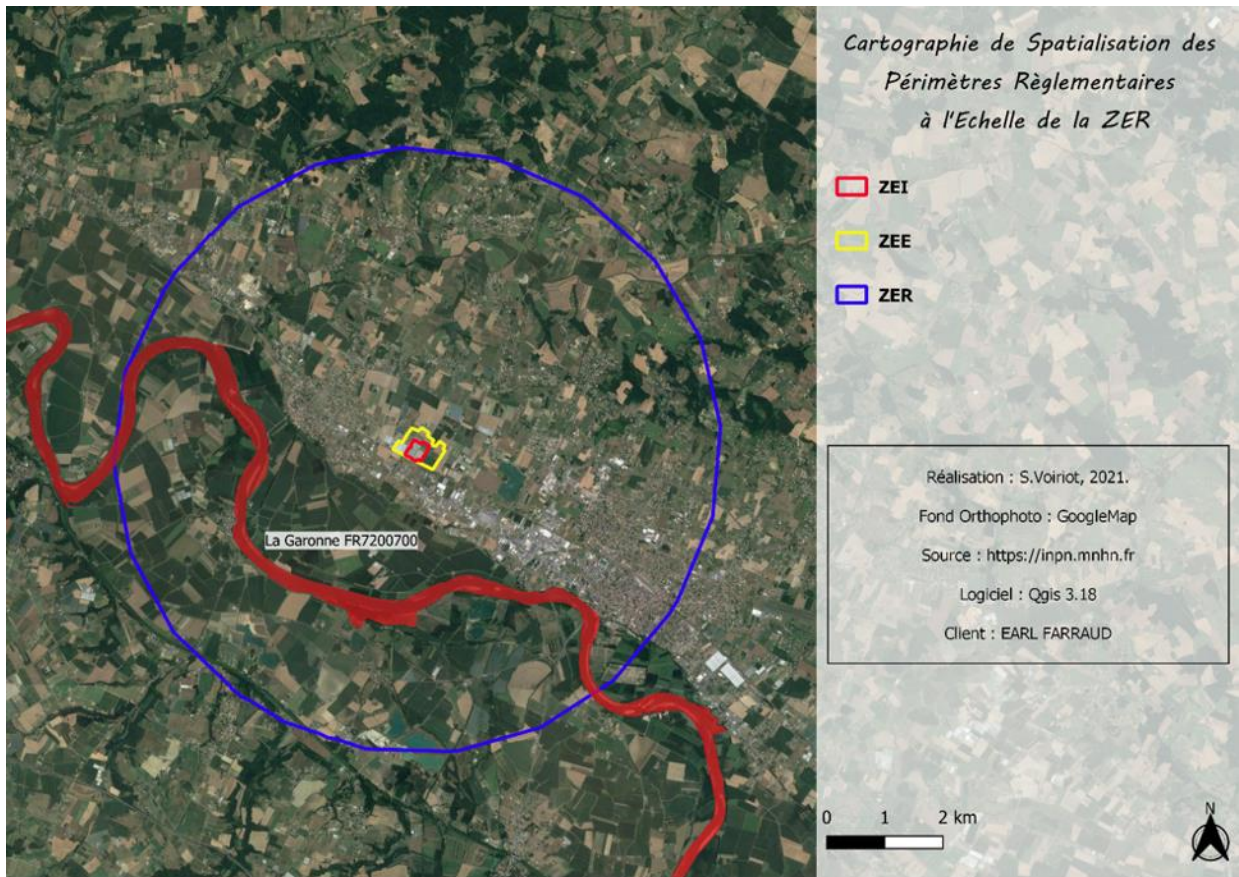 Cartographie de Spatialisation des
Périmètres Règlementaires
à l'Echelle de la ZER
ZEI
ZEE
ZER
La Garonne FR7200700
Réalisation : S.Voiriot, 2021.
Fond Orthophoto : GoogleMap
Source : https://inpn.mnhn.fr
Logiciel : Qgis 3.18
Client : EARL FARRAUD
0 1 2 km
N